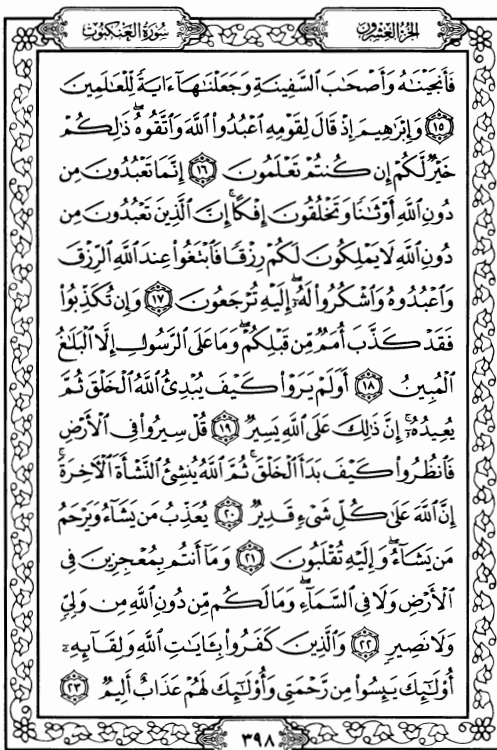 الجزء العشرون
سورة العنكبوت
فَأَنجَيْنَٰهُ وَأَصْحَٰبَ ٱلسَّفِينَةِ وَجَعَلْنَٰهَآ ءَايَةً لِّلْعَٰلَمِينَ
١٥ وَإِبْرَٰهِيمَ إِذْ قَالَ لِقَوْمِهِ ٱعْبُدُوا۟ ٱللَّهَ وَٱتَّقُوهُ ۖ ذَٰلِكُمْ
خَيْرٌ لَّكُمْ إِن كُنتُمْ تَعْلَمُونَ ١٦ إِنَّمَا تَعْبُدُونَ مِن
دُونِ ٱللَّهِ أَوْثَٰنًا وَتَخْلُقُونَ إِفْكًا ۚ إِنَّ ٱلَّذِينَ تَعْبُدُونَ مِن
دُونِ ٱللَّهِ لَا يَمْلِكُونَ لَكُمْ رِزْقًا فَٱبْتَغُوا۟ عِندَ ٱللَّهِ ٱلرِّزْقَ
وَٱعْبُدُوهُ وَٱشْكُرُوا۟ لَهُۥٓ ۖ إِلَيْهِ تُرْجَعُونَ ١٧ وَإِن تُكَذِّبُوا۟
فَقَدْ كَذَّبَ أُمَمٌ مِّن قَبْلِكُمْ ۖ وَمَا عَلَى ٱلرَّسُولِ إِلَّا ٱلْبَلَٰغُ
ٱلْمُبِينُ ١٨ أَوَلَمْ يَرَوْا۟ كَيْفَ يُبْدِئُ ٱللَّهُ ٱلْخَلْقَ ثُمَّ
يُعِيدُهُۥٓ ۚ إِنَّ ذَٰلِكَ عَلَى ٱللَّهِ يَسِيرٌ ١٩ قُلْ سِيرُوا۟ فِى ٱلْأَرْضِ
فَٱنظُرُوا۟ كَيْفَ بَدَأَ ٱلْخَلْقَ ۚ ثُمَّ ٱللَّهُ يُنشِئُ ٱلنَّشْأَةَ ٱلْءَاخِرَةَ ۚ
إِنَّ ٱللَّهَ عَلَىٰ كُلِّ شَىْءٍ قَدِيرٌ ٢٠ يُعَذِّبُ مَن يَشَآءُ وَيَرْحَمُ
مَن يَشَآءُ ۖ وَإِلَيْهِ تُقْلَبُونَ ٢١ وَمَآ أَنتُم بِمُعْجِزِينَ فِى
ٱلْأَرْضِ وَلَا فِى ٱلسَّمَآءِ ۖ وَمَا لَكُم مِّن دُونِ ٱللَّهِ مِن وَلِىٍّ
وَلَا نَصِيرٍ ٢٢ وَٱلَّذِينَ كَفَرُوا۟ بِـَٔايَٰتِ ٱللَّهِ وَلِقَآئِهِۦٓ
أُو۟لَٰٓئِكَ يَئِسُوا۟ مِن رَّحْمَتِى وَأُو۟لَٰٓئِكَ لَهُمْ عَذَابٌ أَلِيمٌ ٢٣
٣٩٨